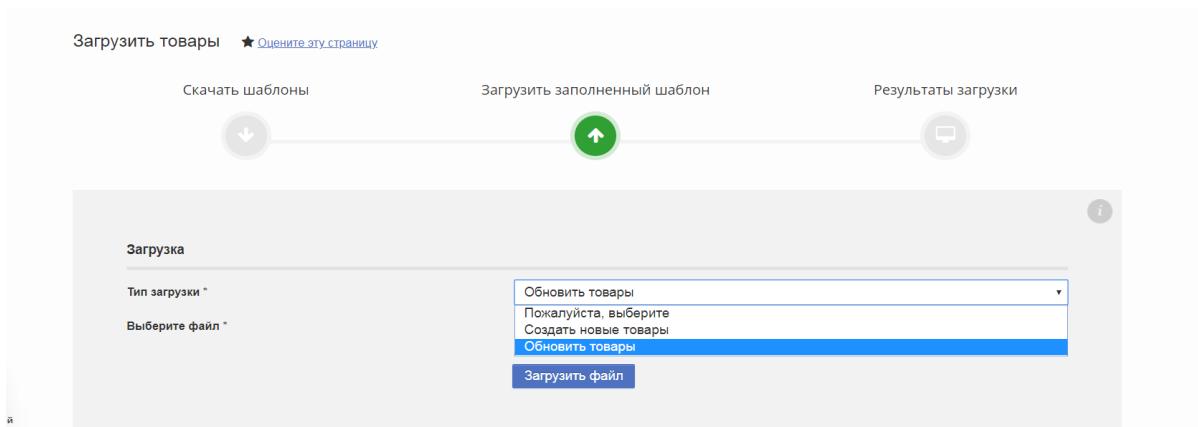 Загрузить товары ★ Оцените эту страницу
Скачать шаблоны Загрузить заполненный шаблон Результаты загрузки
i
Загрузка
Тип загрузки * Обновить товары
Пожалуйста, выберите
Выберите файл * Создать новые товары
Обновить товары
Загрузить файл
й